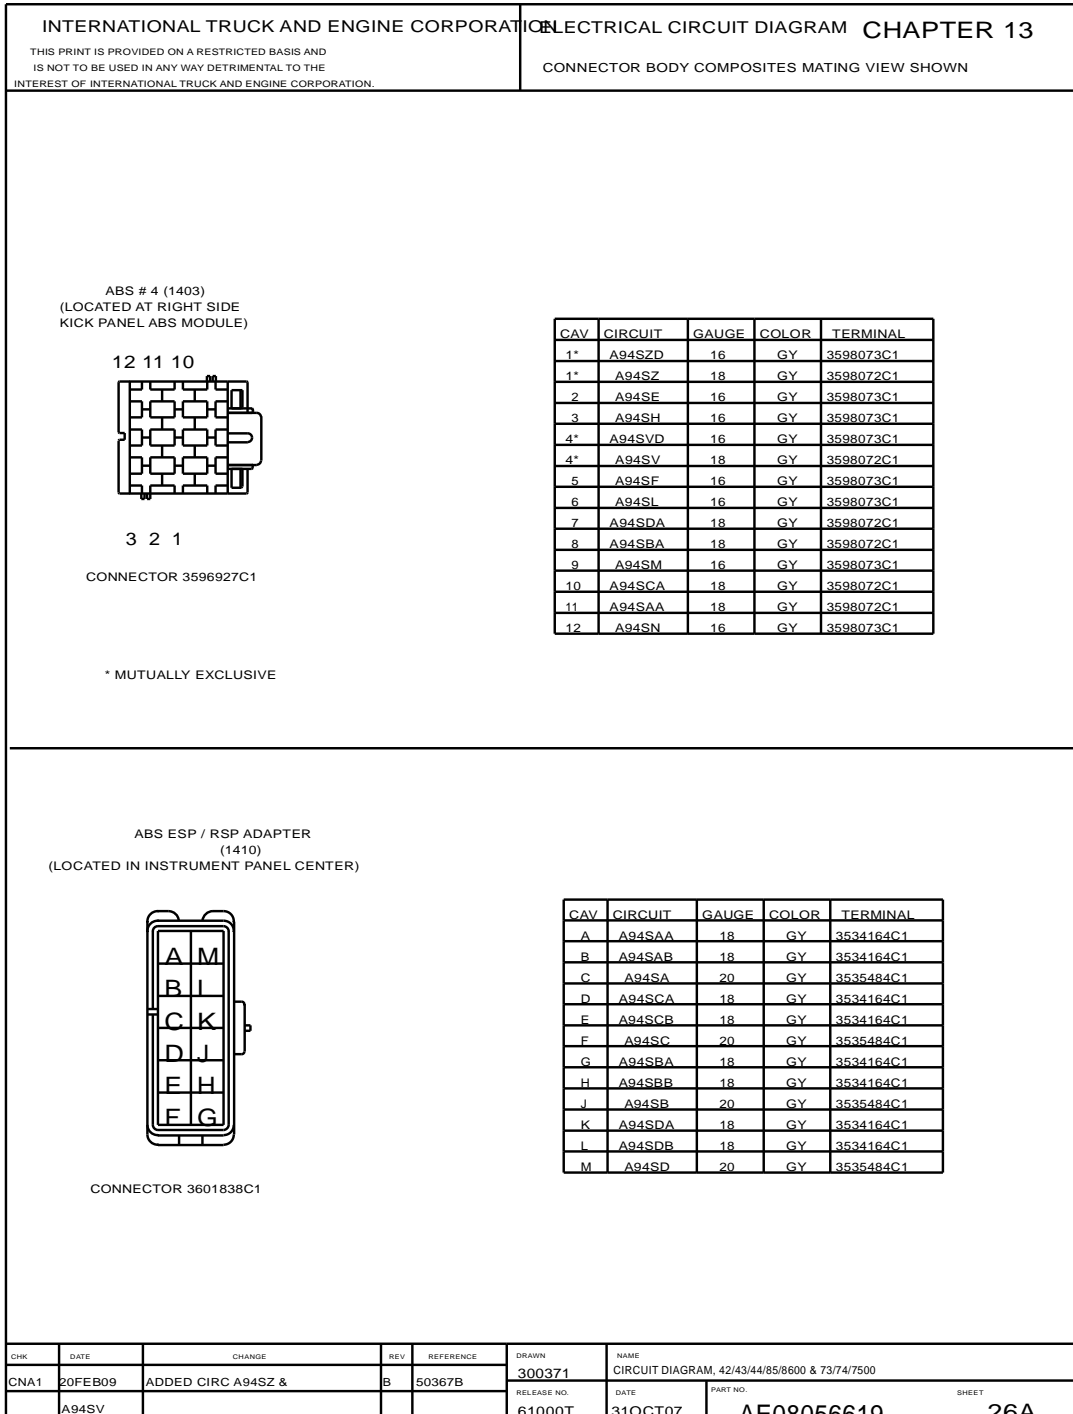 INTERNATIONAL TRUCK AND ENGINE CORPORATION
THIS PRINT IS PROVIDED ON A RESTRICTED BASIS AND
IS NOT TO BE USED IN ANY WAY DETRIMENTAL TO THE
INTEREST OF INTERNATIONAL TRUCK AND ENGINE CORPORATION.
ELECTRICAL CIRCUIT DIAGRAM CHAPTER 13
CONNECTOR BODY COMPOSITES MATING VIEW SHOWN
ABS # 4 (1403)
(LOCATED AT RIGHT SIDE
KICK PANEL ABS MODULE)
12 11 10
3 2 1
CONNECTOR 3596927C1
* MUTUALLY EXCLUSIVE
CAV CIRCUIT GAUGE COLOR TERMINAL
1* A94SZD 16 GY 3598073C1
1* A94SZ 18 GY 3598072C1
2 A94SE 16 GY 3598073C1
3 A94SH 16 GY 3598073C1
4* A94SVD 16 GY 3598073C1
4* A94SV 18 GY 3598072C1
5 A94SF 16 GY 3598073C1
6 A94SL 16 GY 3598073C1
7 A94SDA 18 GY 3598072C1
8 A94SBA 18 GY 3598072C1
9 A94SM 16 GY 3598073C1
10 A94SCA 18 GY 3598072C1
11 A94SAA 18 GY 3598072C1
12 A94SN 16 GY 3598073C1
ABS ESP / RSP ADAPTER
(1410)
(LOCATED IN INSTRUMENT PANEL CENTER)
A M
B L
C K
D J
E H
F G
CONNECTOR 3601838C1
CAV CIRCUIT GAUGE COLOR TERMINAL
A A94SAA 18 GY 3534164C1
B A94SAB 18 GY 3534164C1
C A94SA 20 GY 3535484C1
D A94SCA 18 GY 3534164C1
E A94SCB 18 GY 3534164C1
F A94SC 20 GY 3535484C1
G A94SBA 18 GY 3534164C1
H A94SBB 18 GY 3534164C1
J A94SB 20 GY 3535484C1
K A94SDA 18 GY 3534164C1
L A94SDB 18 GY 3534164C1
M A94SD 20 GY 3535484C1
CHK DATE CHANGE REV REFERENCE
CNA1 20FEB09 ADDED CIRC A94SZ & B 50367B
A94SV
DRAWN
300371
NAME
CIRCUIT DIAGRAM, 42/43/44/85/8600 & 73/74/7500
RELEASE NO.
61000T
DATE
31OCT07
PART NO.
AE08056619
SHEET
26A